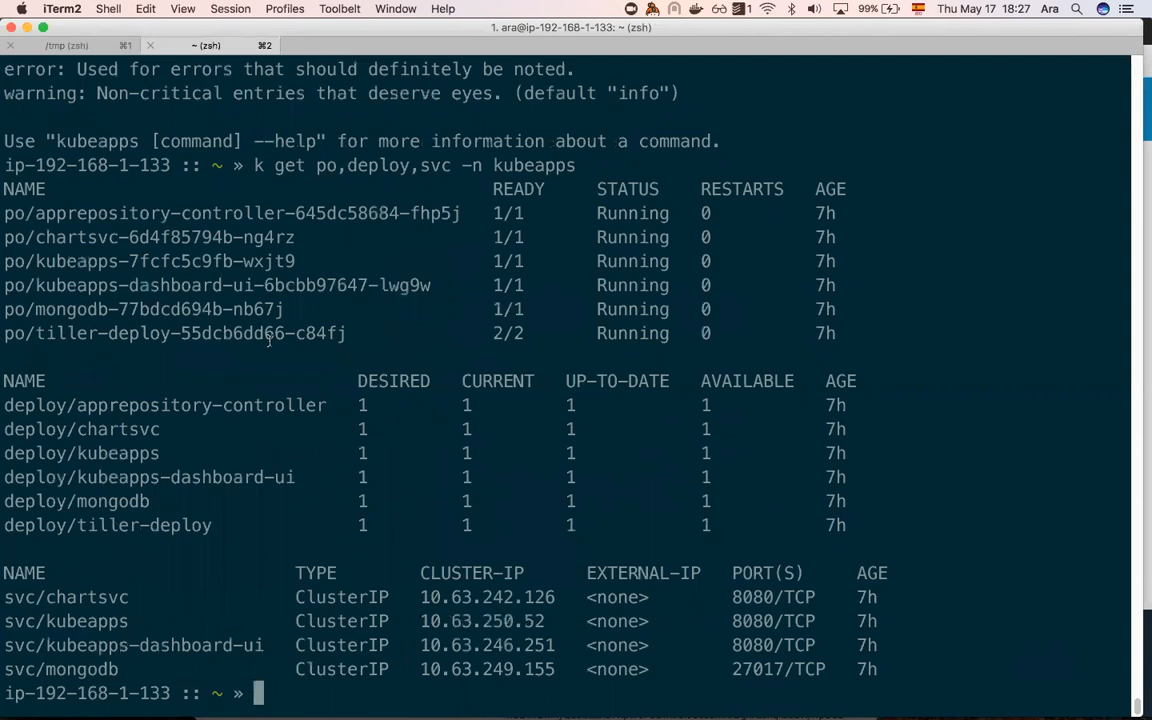 iTerm2 Shell Edit View Session Profiles Toolbelt Window Help 1 99% Thu May 17 18:27 Ara
1. ara@ip-192-168-1-133: ~ (zsh)
/tmp (zsh) ⌘1 ~ (zsh) ⌘2
error: Used for errors that should definitely be noted.
warning: Non-critical entries that deserve eyes. (default "info")
Use "kubeapps [command] --help" for more information about a command.
ip-192-168-1-133 :: ~ » k get po,deploy,svc -n kubeapps
NAME READY STATUS RESTARTS AGE
po/apprepository-controller-645dc58684-fhp5j 1/1 Running 0 7h
po/chartsvc-6d4f85794b-ng4rz 1/1 Running 0 7h
po/kubeapps-7fcfc5c9fb-wxjt9 1/1 Running 0 7h
po/kubeapps-dashboard-ui-6bcbb97647-lwg9w 1/1 Running 0 7h
po/mongodb-77bdcd694b-nb67j 1/1 Running 0 7h
po/tiller-deploy-55dcb6dd66-c84fj 2/2 Running 0 7h
NAME DESIRED CURRENT UP-TO-DATE AVAILABLE AGE
deploy/apprepository-controller 1 1 1 1 7h
deploy/chartsvc 1 1 1 1 7h
deploy/kubeapps 1 1 1 1 7h
deploy/kubeapps-dashboard-ui 1 1 1 1 7h
deploy/mongodb 1 1 1 1 7h
deploy/tiller-deploy 1 1 1 1 7h
NAME TYPE CLUSTER-IP EXTERNAL-IP PORT(S) AGE
svc/chartsvc ClusterIP 10.63.242.126 <none> 8080/TCP 7h
svc/kubeapps ClusterIP 10.63.250.52 <none> 8080/TCP 7h
svc/kubeapps-dashboard-ui ClusterIP 10.63.246.251 <none> 8080/TCP 7h
svc/mongodb ClusterIP 10.63.249.155 <none> 27017/TCP 7h
ip-192-168-1-133 :: ~ »